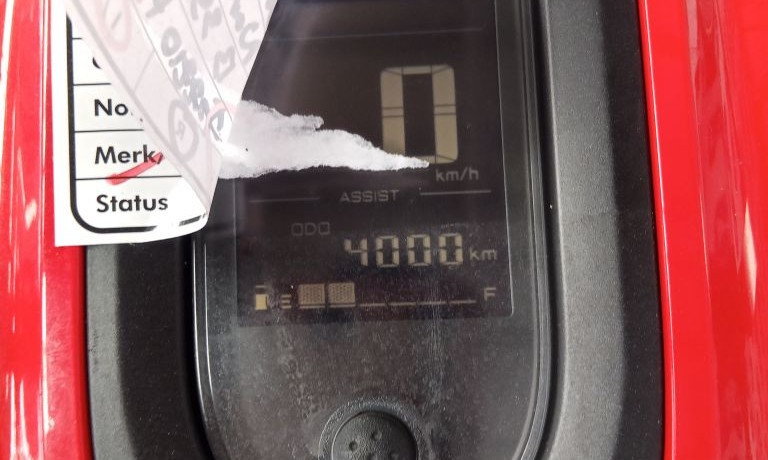 No
Merk
Status
0
km/h
ASSIST
ODO
4000 km
E F